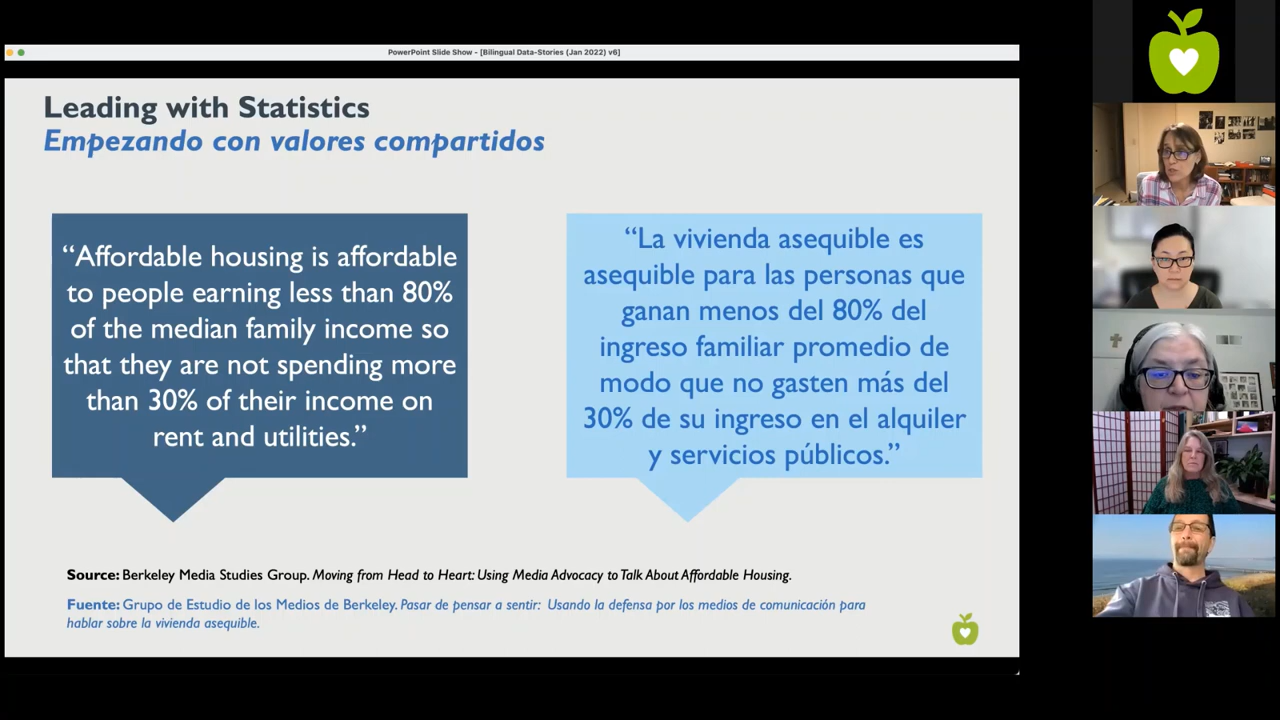 PowerPoint Slide Show - [Bilingual Data-Stories (Jan 2022) v6]
Leading with Statistics
Empezando con valores compartidos
“Affordable housing is affordable
to people earning less than 80%
of the median family income so
that they are not spending more
than 30% of their income on
rent and utilities.”
“La vivienda asequible es
asequible para las personas que
ganan menos del 80% del
ingreso familiar promedio de
modo que no gasten más del
30% de su ingreso en el alquiler
y servicios públicos.”
Source: Berkeley Media Studies Group. Moving from Head to Heart: Using Media Advocacy to Talk About Affordable Housing.
Fuente: Grupo de Estudio de los Medios de Berkeley. Pasar de pensar a sentir: Usando la defensa por los medios de comunicación para
hablar sobre la vivienda asequible.